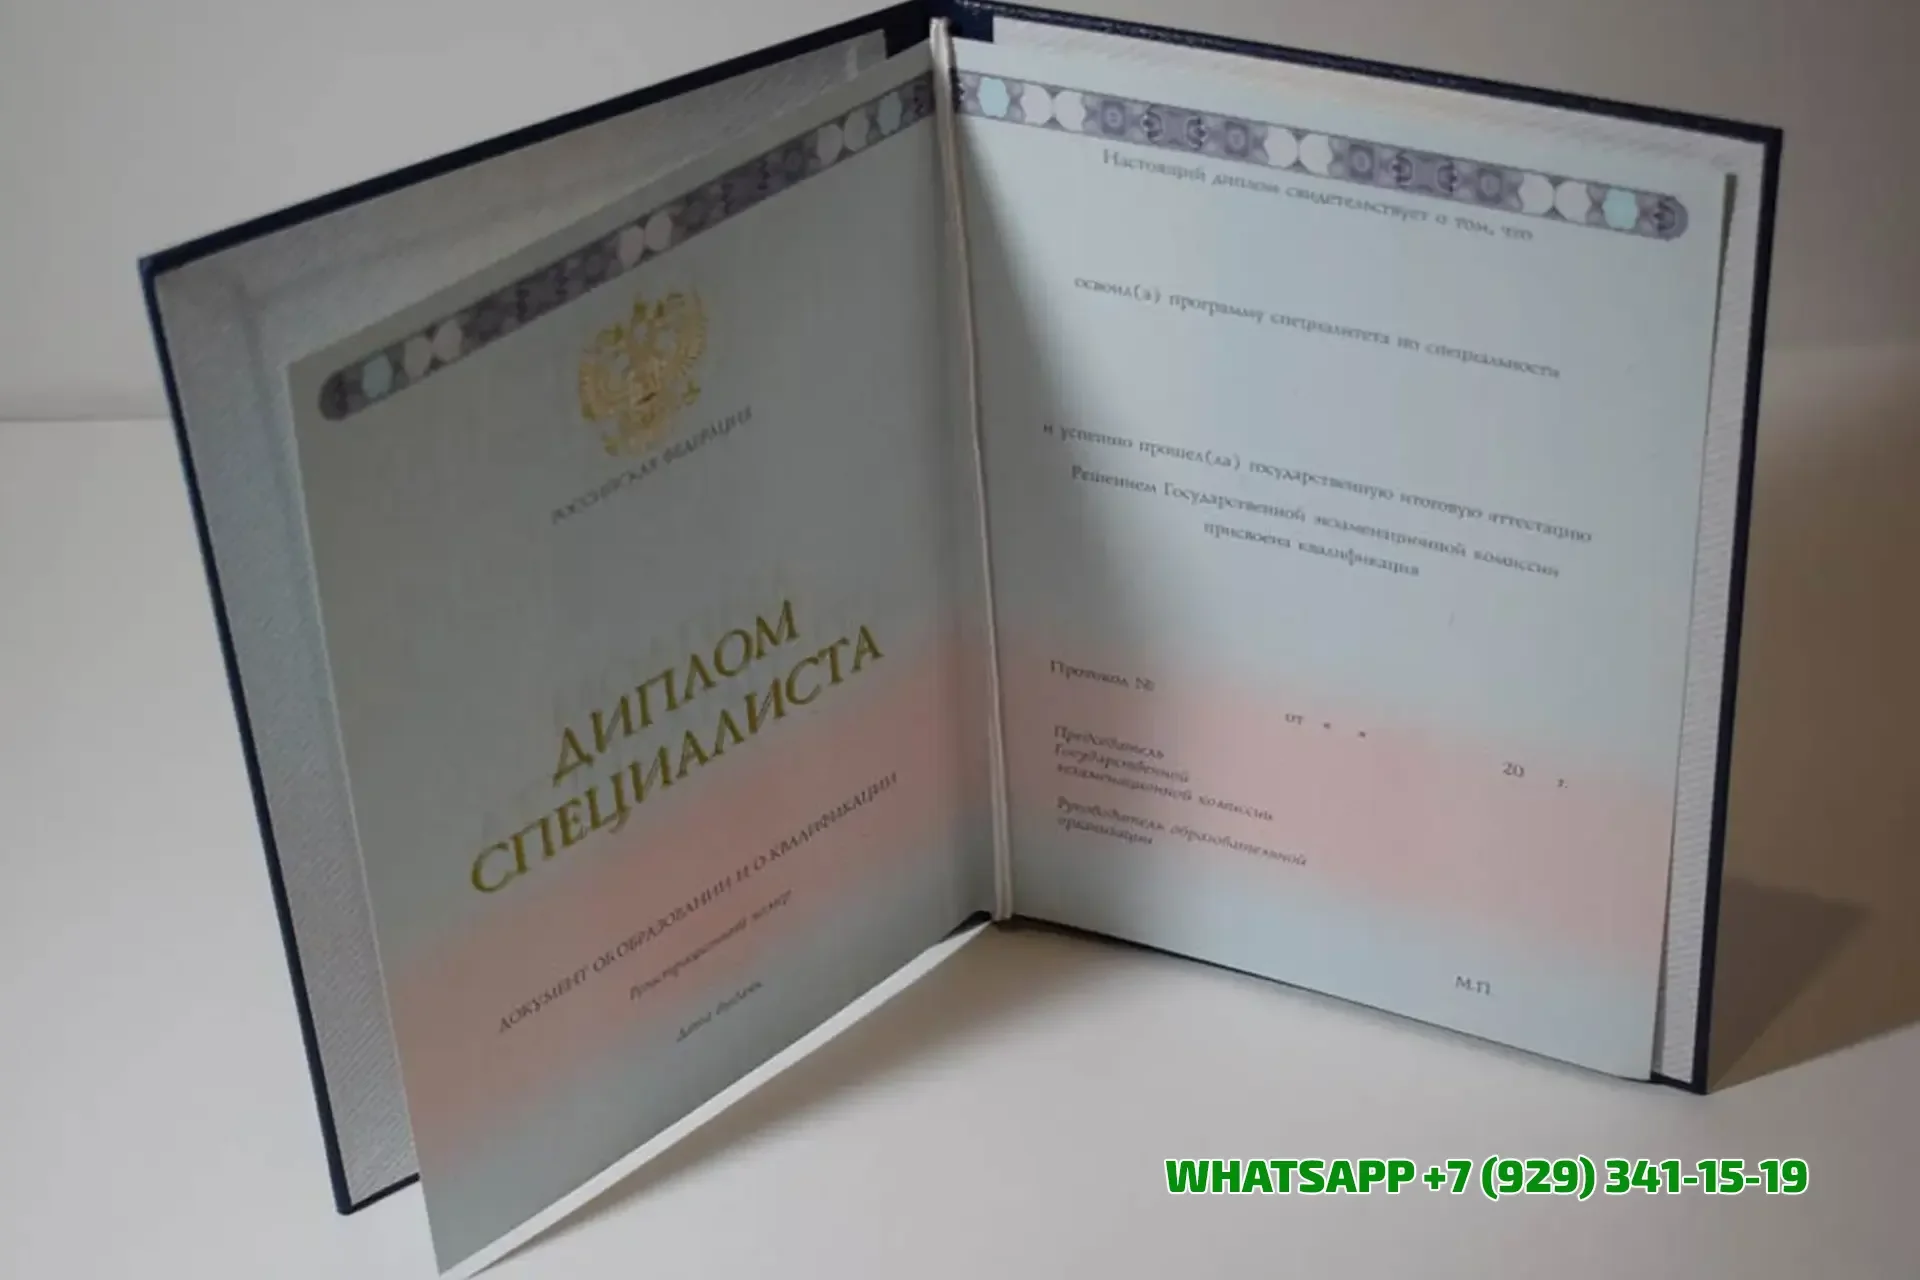 РОССИЙСКАЯ ФЕДЕРАЦИЯ
ДИПЛОМ
СПЕЦИАЛИСТА
ДОКУМЕНТ ОБ ОБРАЗОВАНИИ И О КВАЛИФИКАЦИИ
Регистрационный номер
Дата выдачи
Настоящий диплом свидетельствует о том, что
освоил(а) программу специалитета по специальности
и успешно прошел(ла) государственную итоговую аттестацию
Решением Государственной экзаменационной комиссии
присвоена квалификация
Протокол №
от « »
20 г.
Председатель
Государственной
экзаменационной комиссии
Руководитель образовательной
организации
М.П.
WHATSAPP +7 (929) 341-15-19